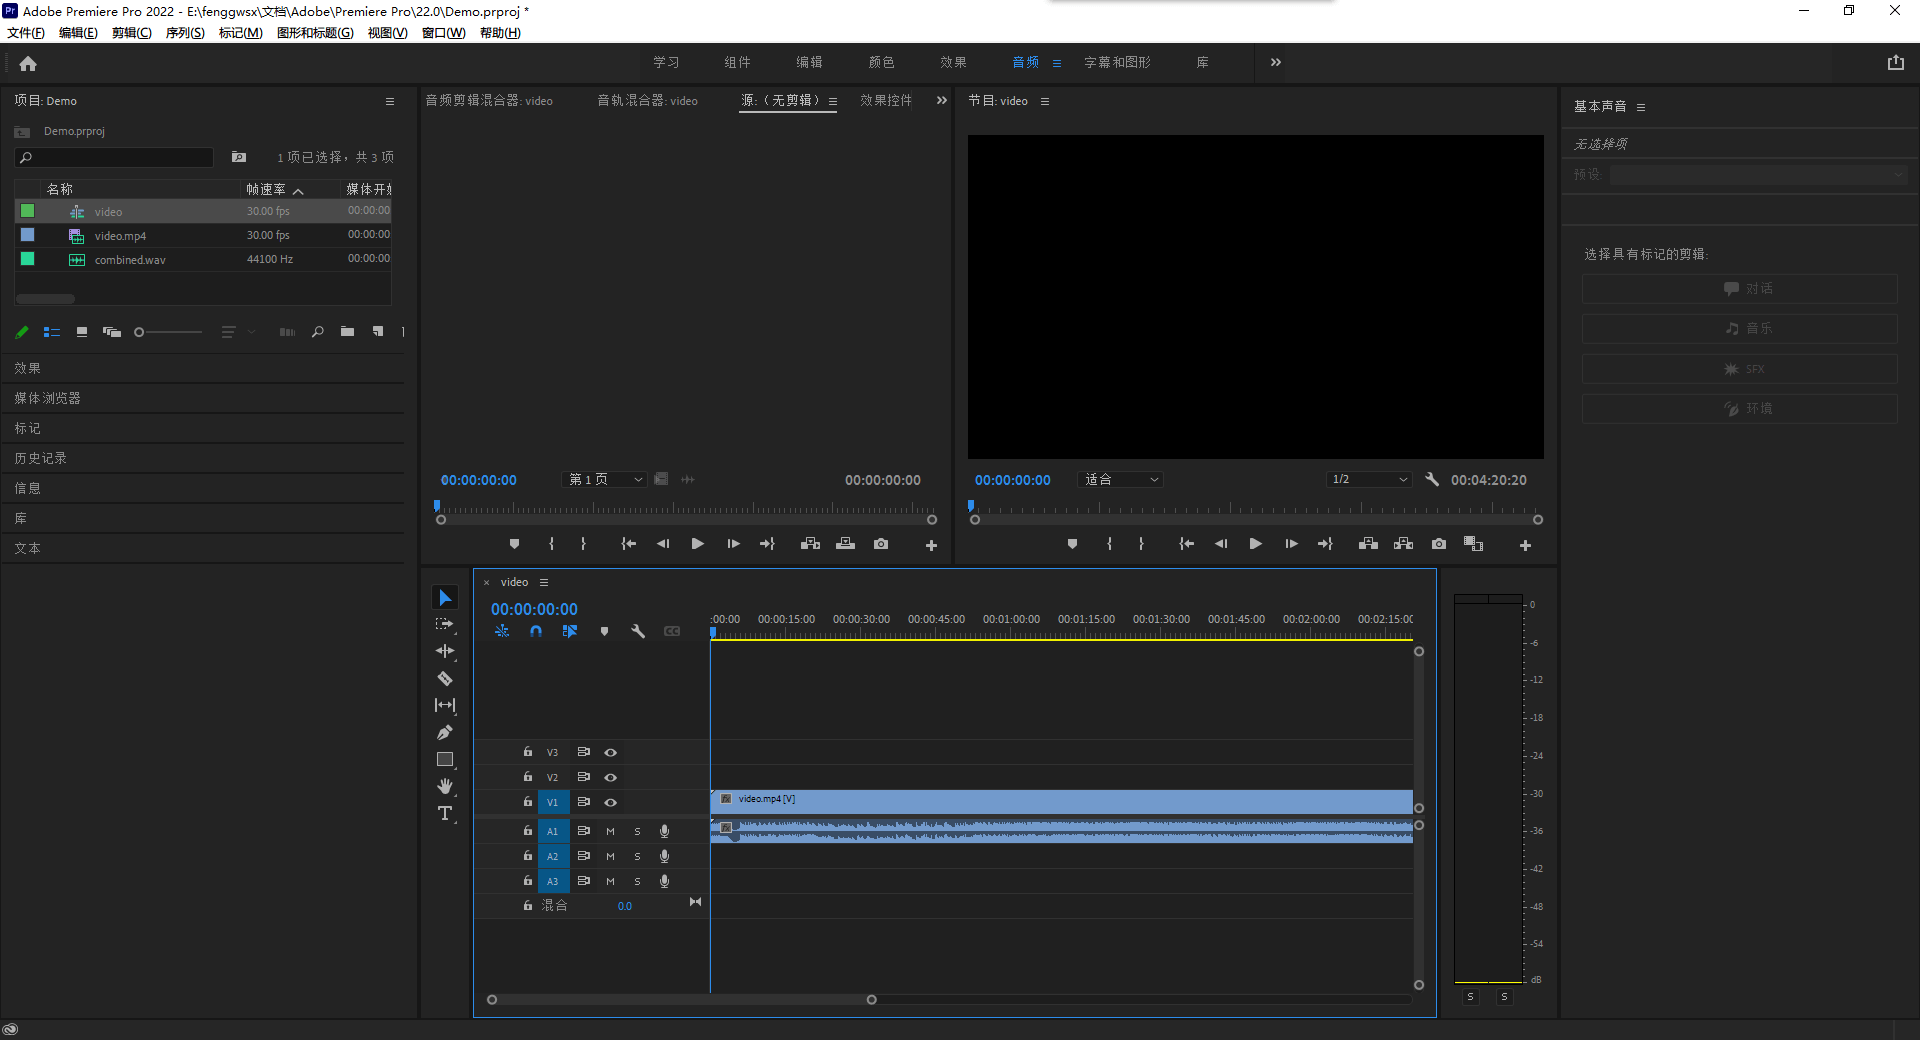 Adobe Premiere Pro 2022 - E:\fenggwsx\文档\Adobe\Premiere Pro\22.0\Demo.prproj *
文件(F) 编辑(E) 剪辑(C) 序列(S) 标记(M) 图形和标题(G) 视图(V) 窗口(W) 帮助(H)
学习 组件 编辑 颜色 效果 音频 字幕和图形 库
项目: Demo
Demo.prproj
1 项已选择，共 3 项
名称 帧速率 媒体开始
video 30.00 fps 00:00:00
video.mp4 30.00 fps 00:00:00
combined.wav 44100 Hz 00:00:00
效果
媒体浏览器
标记
历史记录
信息
库
文本
音频剪辑混合器: video 音轨混合器: video 源:（无剪辑） 效果控件
00:00:00:00 第 1 页 00:00:00:00
节目: video
00:00:00:00 适合 1/2 00:04:20:20
基本声音
无选择项
预设:
选择具有标记的剪辑:
对话
音乐
SFX
环境
× video
00:00:00:00
:00:00 00:00:15:00 00:00:30:00 00:00:45:00 00:01:00:00 00:01:15:00 00:01:30:00 00:01:45:00 00:02:00:00 00:02:15:00
CC
T
V3
V2
V1 video.mp4 [V]
fx
A1 M S
A2 M S
A3 M S
混合 0.0
0
-6
-12
-18
-24
-30
-36
-42
-48
-54
dB
S S